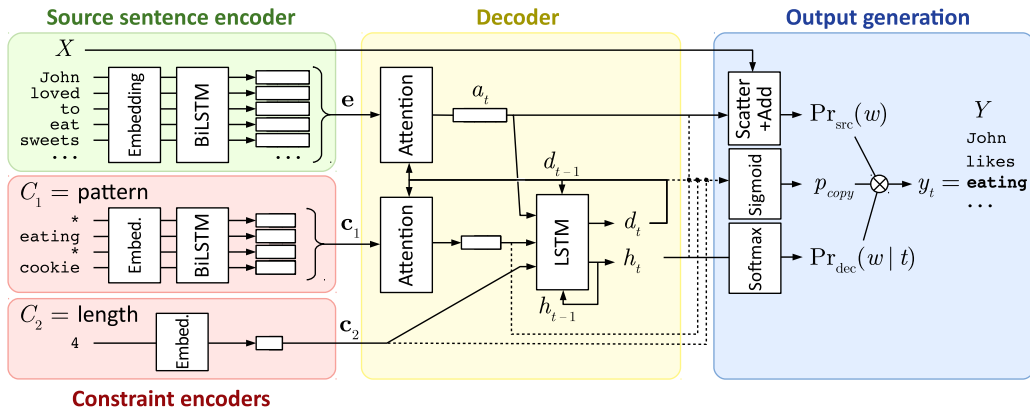 Source sentence encoder
Decoder
Output generation
X
John
loved
to
eat
sweets
...
Embedding
BiLSTM
...
e
Attention
a_t
Scatter
+Add
Pr_src(w)
Y
John
likes
eating
...
d_{t−1}
Sigmoid
p_copy
y_t =
C_1 = pattern
*
eating
*
cookie
Embed.
BiLSTM
c_1
Attention
LSTM
d_t
h_t
h_{t−1}
Softmax
Pr_dec(w | t)
C_2 = length
4
Embed.
c_2
Constraint encoders